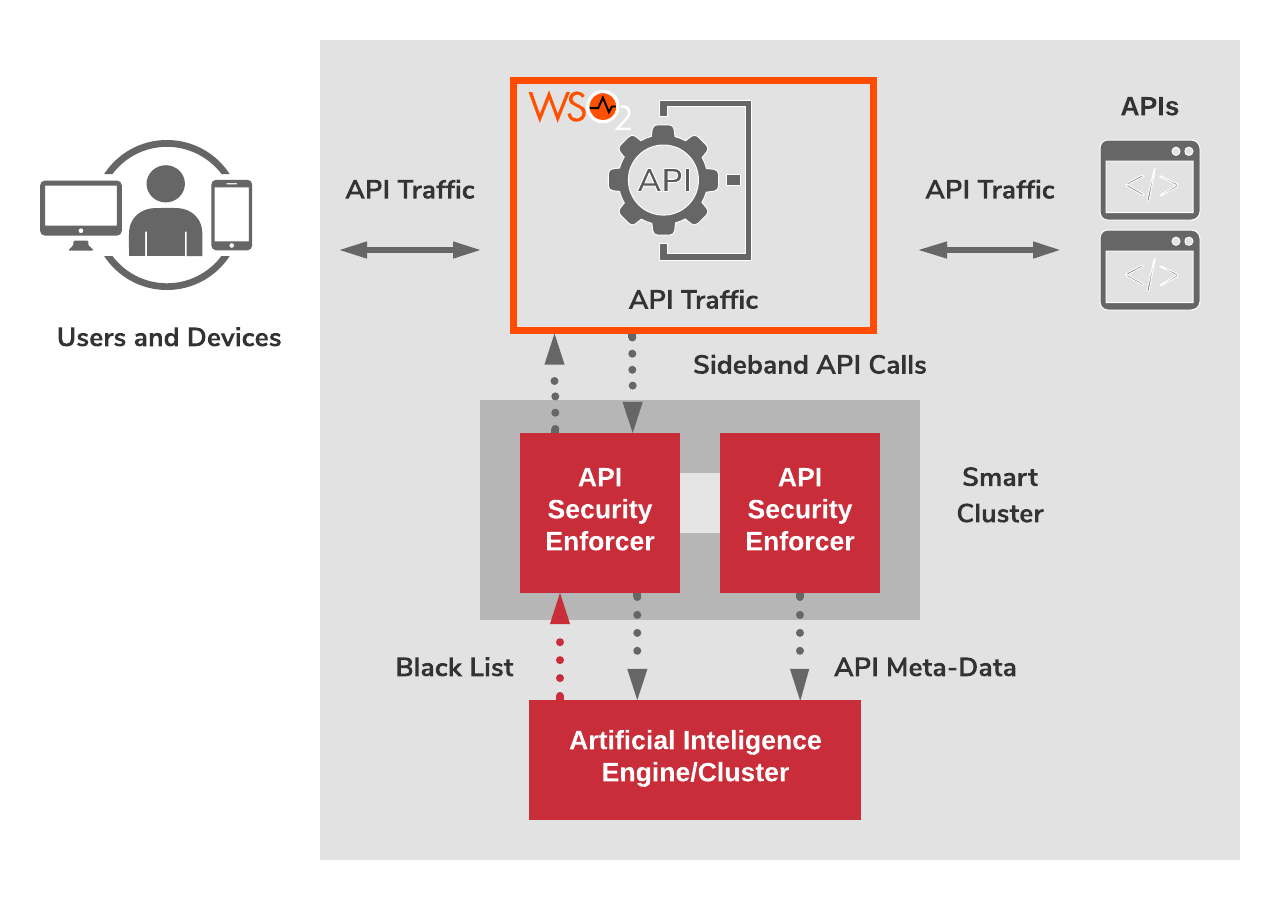 WSO2
API
API Traffic
Users and Devices
API Traffic
API Traffic
APIs
</>
</>
Sideband API Calls
API
Security
Enforcer
API
Security
Enforcer
Smart
Cluster
Black List
API Meta-Data
Artificial Inteligence
Engine/Cluster